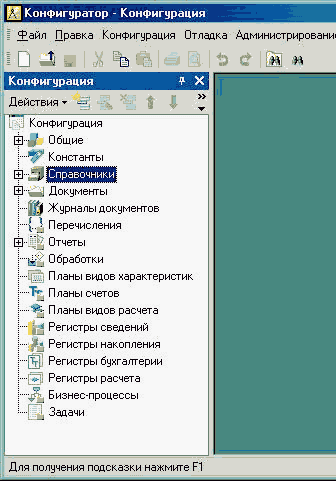 Конфигуратор - Конфигурация
Файл Правка Конфигурация Отладка Администрировани
Конфигурация
Действия
Конфигурация
Общие
Константы
Справочники
Документы
Журналы документов
Перечисления
Отчеты
Обработки
Планы видов характеристик
Планы счетов
Планы видов расчета
Регистры сведений
Регистры накопления
Регистры бухгалтерии
Регистры расчета
Бизнес-процессы
Задачи
Для получения подсказки нажмите F1